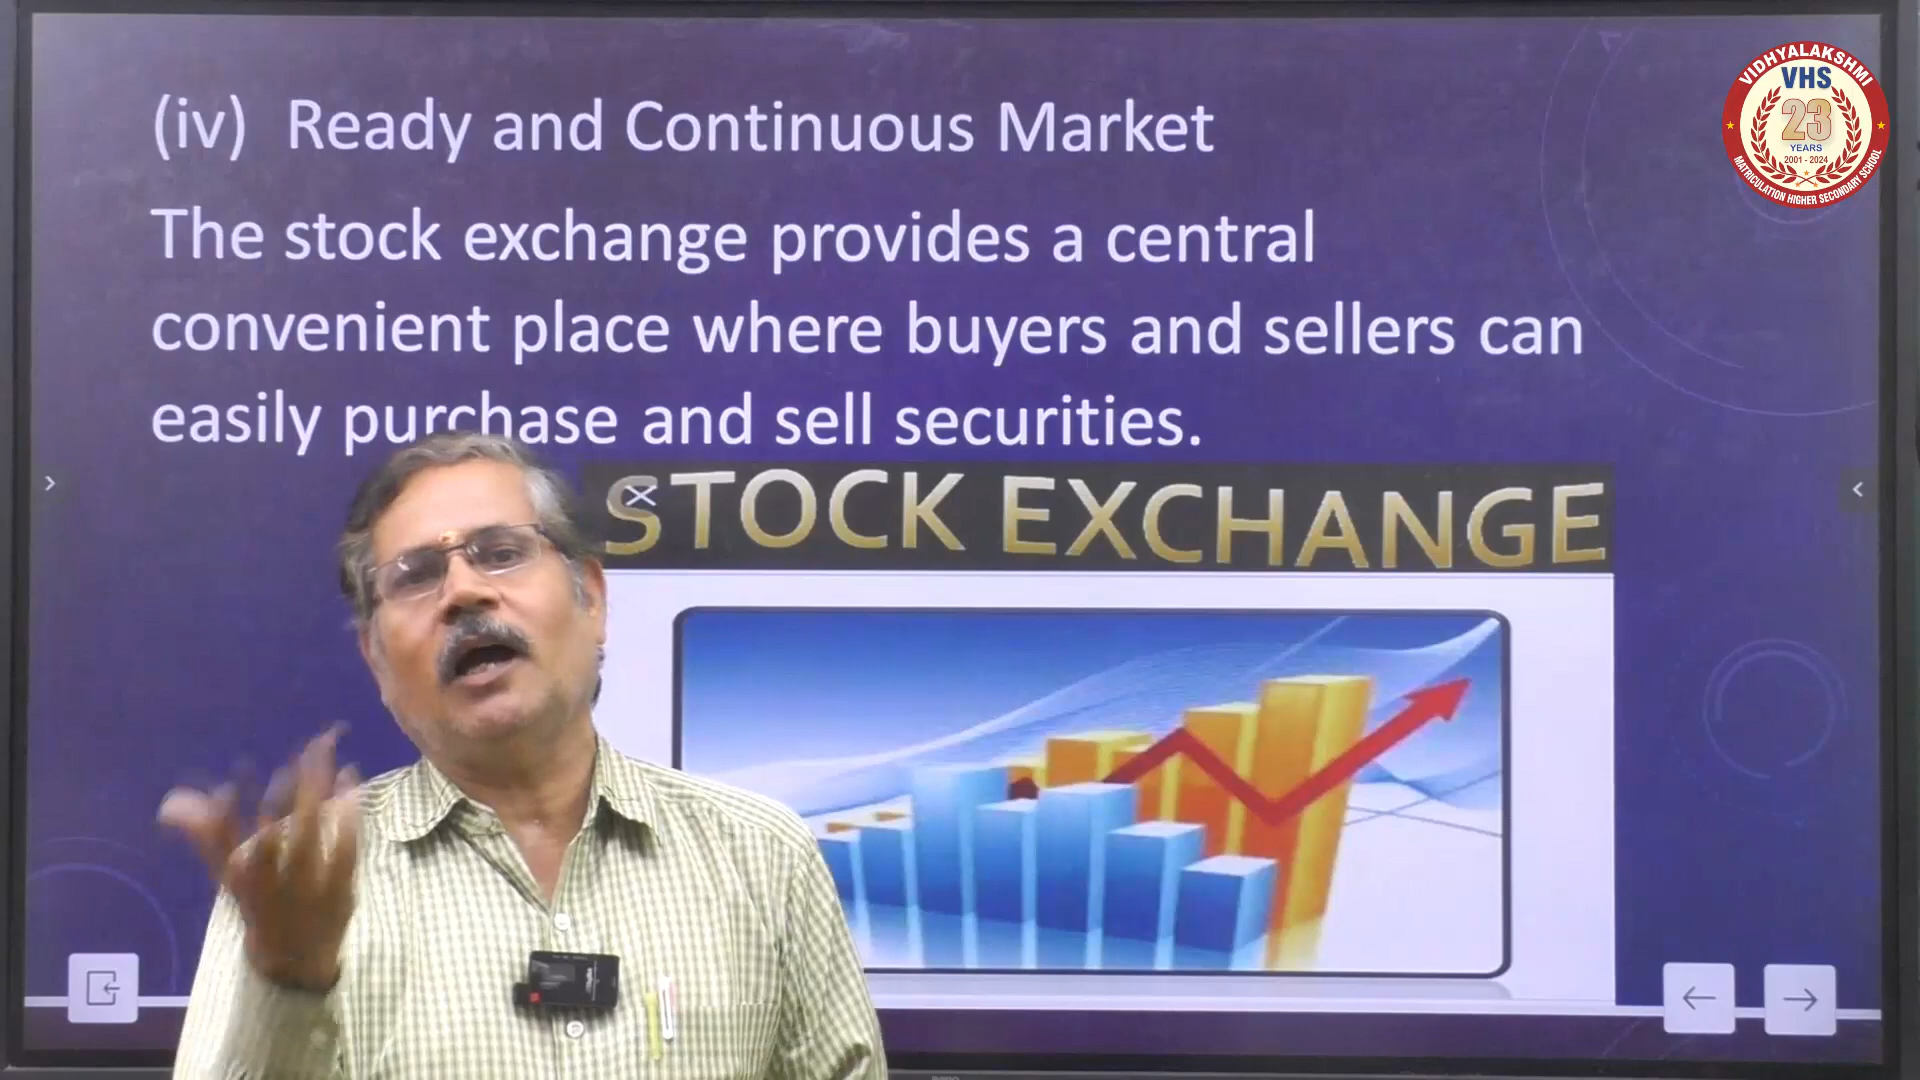 (iv) Ready and Continuous Market
The stock exchange provides a central
convenient place where buyers and sellers can
easily purchase and sell securities.
STOCK EXCHANGE
VIDHYALAKSHMI
VHS
23
YEARS
2001 - 2024
MATRICULATION HIGHER SECONDARY SCHOOL